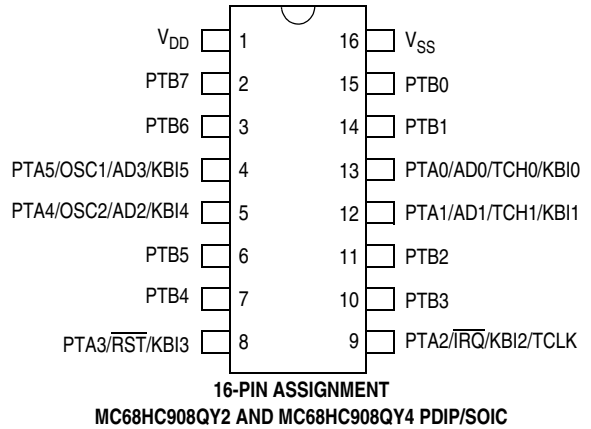 V_DD 1 16 V_SS
PTB7 2 15 PTB0
PTB6 3 14 PTB1
PTA5/OSC1/AD3/KBI5 4 13 PTA0/AD0/TCH0/KBI0
PTA4/OSC2/AD2/KBI4 5 12 PTA1/AD1/TCH1/KBI1
PTB5 6 11 PTB2
PTB4 7 10 PTB3
PTA3/R̅S̅T̅/KBI3 8 9 PTA2/I̅R̅Q̅/KBI2/TCLK
16-PIN ASSIGNMENT
MC68HC908QY2 AND MC68HC908QY4 PDIP/SOIC